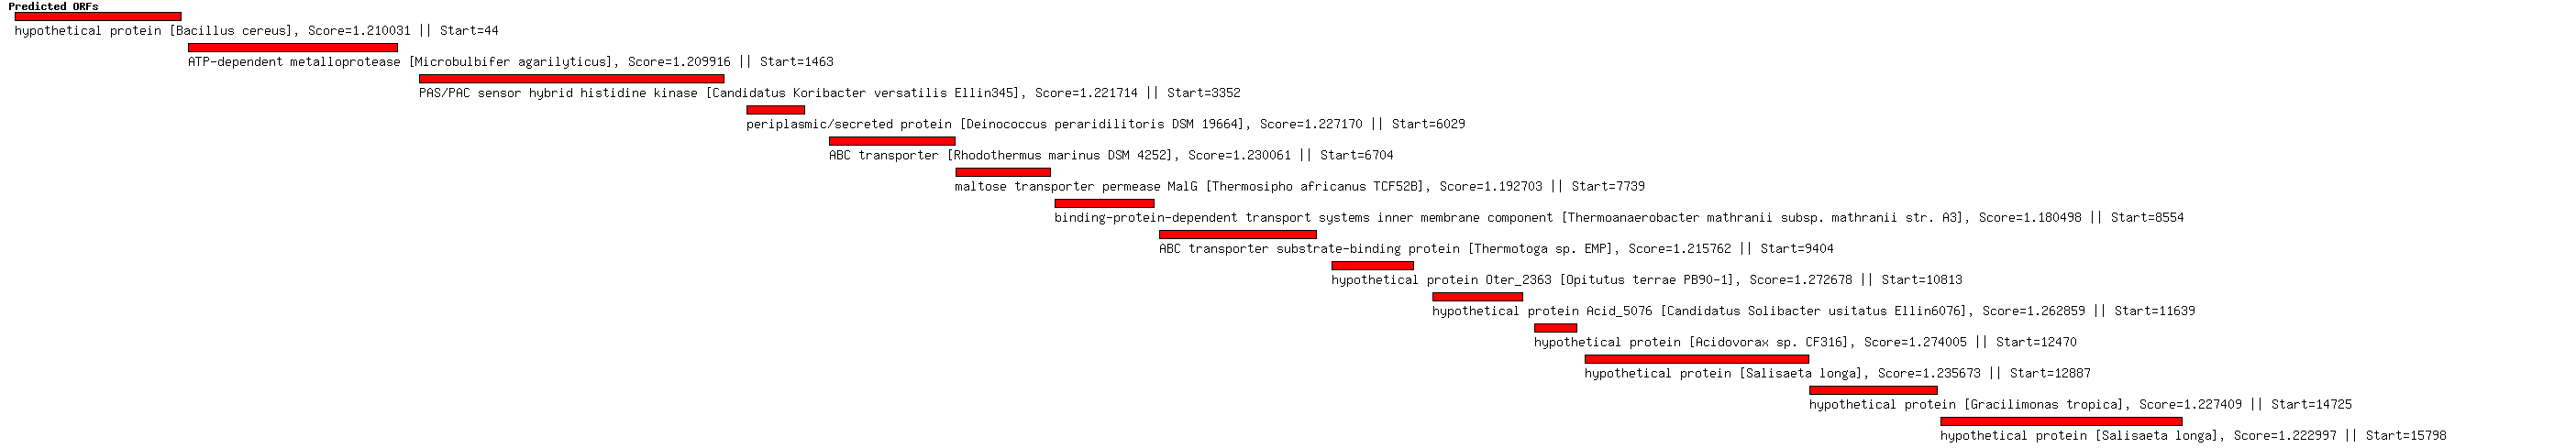 Predicted ORFs
hypothetical protein [Bacillus cereus], Score=1.210031 || Start=44
ATP-dependent metalloprotease [Microbulbifer agarilyticus], Score=1.209916 || Start=1463
PAS/PAC sensor hybrid histidine kinase [Candidatus Koribacter versatilis Ellin345], Score=1.221714 || Start=3352
periplasmic/secreted protein [Deinococcus peraridilitoris DSM 19664], Score=1.227170 || Start=6029
ABC transporter [Rhodothermus marinus DSM 4252], Score=1.230061 || Start=6704
maltose transporter permease MalG [Thermosipho africanus TCF52B], Score=1.192703 || Start=7739
binding-protein-dependent transport systems inner membrane component [Thermoanaerobacter mathranii subsp. mathranii str. A3], Score=1.180498 || Start=8554
ABC transporter substrate-binding protein [Thermotoga sp. EMP], Score=1.215762 || Start=9404
hypothetical protein Oter_2363 [Opitutus terrae PB90-1], Score=1.272678 || Start=10813
hypothetical protein Acid_5076 [Candidatus Solibacter usitatus Ellin6076], Score=1.262859 || Start=11639
hypothetical protein [Acidovorax sp. CF316], Score=1.274005 || Start=12470
hypothetical protein [Salisaeta longa], Score=1.235673 || Start=12887
hypothetical protein [Gracilimonas tropica], Score=1.227409 || Start=14725
hypothetical protein [Salisaeta longa], Score=1.222997 || Start=15798